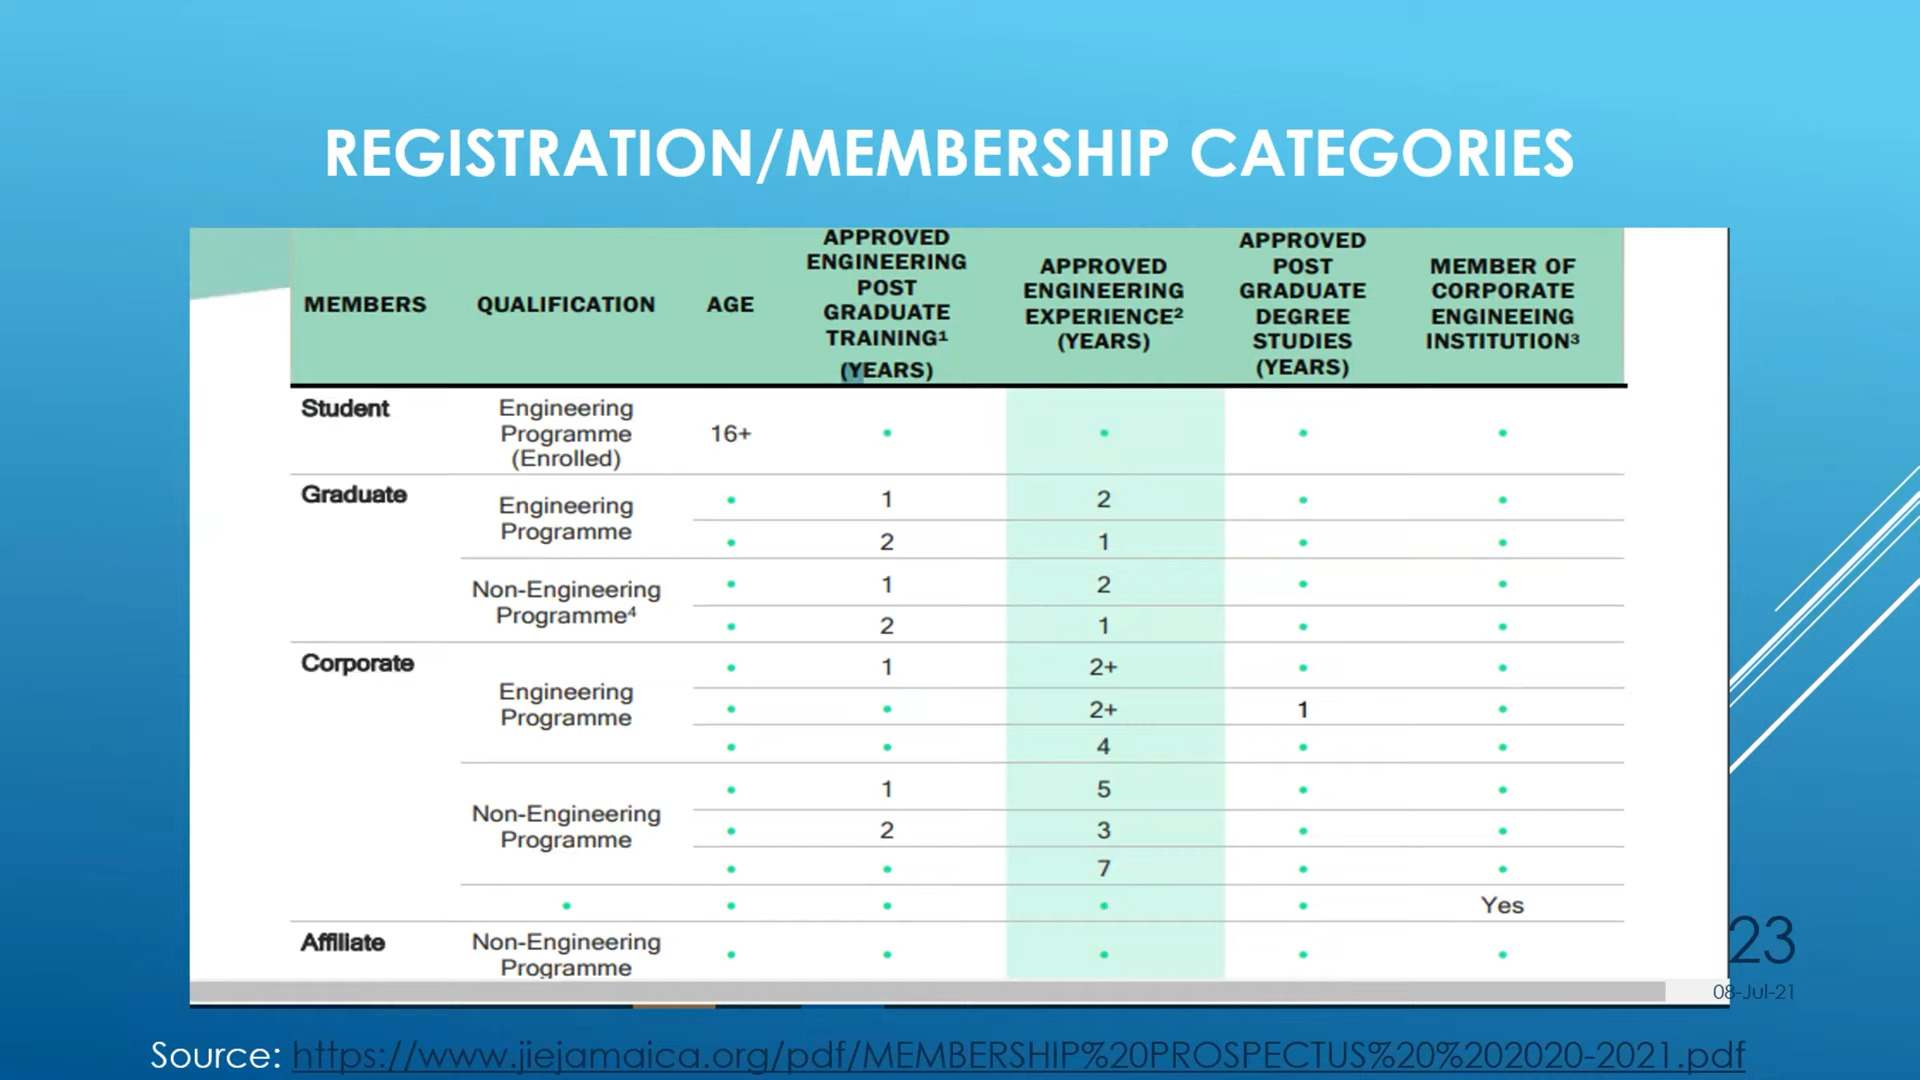 REGISTRATION/MEMBERSHIP CATEGORIES
MEMBERS
QUALIFICATION
AGE
APPROVED
ENGINEERING
POST
GRADUATE
TRAINING¹
(YEARS)
APPROVED
ENGINEERING
EXPERIENCE²
(YEARS)
APPROVED
POST
GRADUATE
DEGREE
STUDIES
(YEARS)
MEMBER OF
CORPORATE
ENGINEEING
INSTITUTION³
Student
Engineering
Programme
(Enrolled)
16+ • • • •
Graduate
Engineering
Programme
• 1 2 • •
• 2 1 • •
Non-Engineering
Programme⁴
• 1 2 • •
• 2 1 • •
Corporate
Engineering
Programme
• 1 2+ • •
• • 2+ 1 •
• • 4 • •
Non-Engineering
Programme
• 1 5 • •
• 2 3 • •
• • 7 • •
• • • • • Yes
Affiliate
Non-Engineering
Programme
• • • • •
23
08-Jul-21
Source: https://www.jiejamaica.org/pdf/MEMBERSHIP%20PROSPECTUS%20%202020-2021.pdf